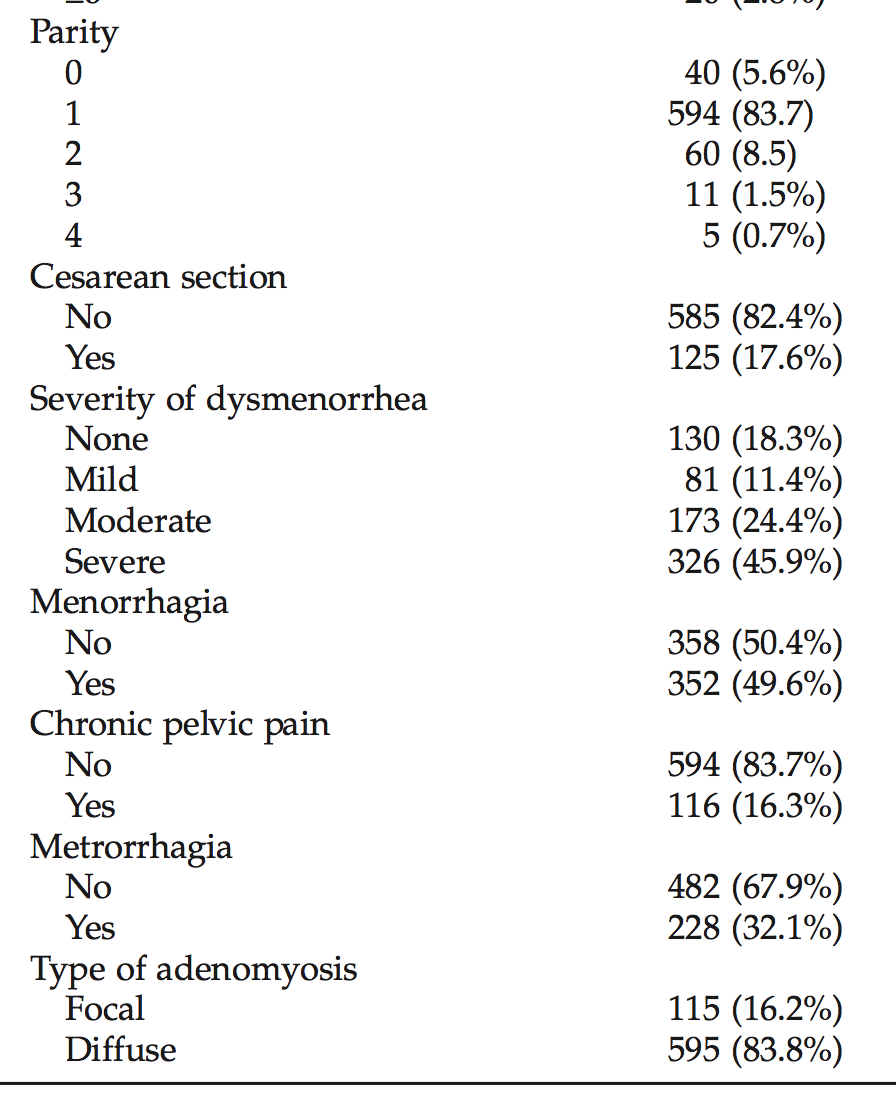 Parity
0 40 (5.6%)
1 594 (83.7)
2 60 (8.5)
3 11 (1.5%)
4 5 (0.7%)
Cesarean section
No 585 (82.4%)
Yes 125 (17.6%)
Severity of dysmenorrhea
None 130 (18.3%)
Mild 81 (11.4%)
Moderate 173 (24.4%)
Severe 326 (45.9%)
Menorrhagia
No 358 (50.4%)
Yes 352 (49.6%)
Chronic pelvic pain
No 594 (83.7%)
Yes 116 (16.3%)
Metrorrhagia
No 482 (67.9%)
Yes 228 (32.1%)
Type of adenomyosis
Focal 115 (16.2%)
Diffuse 595 (83.8%)